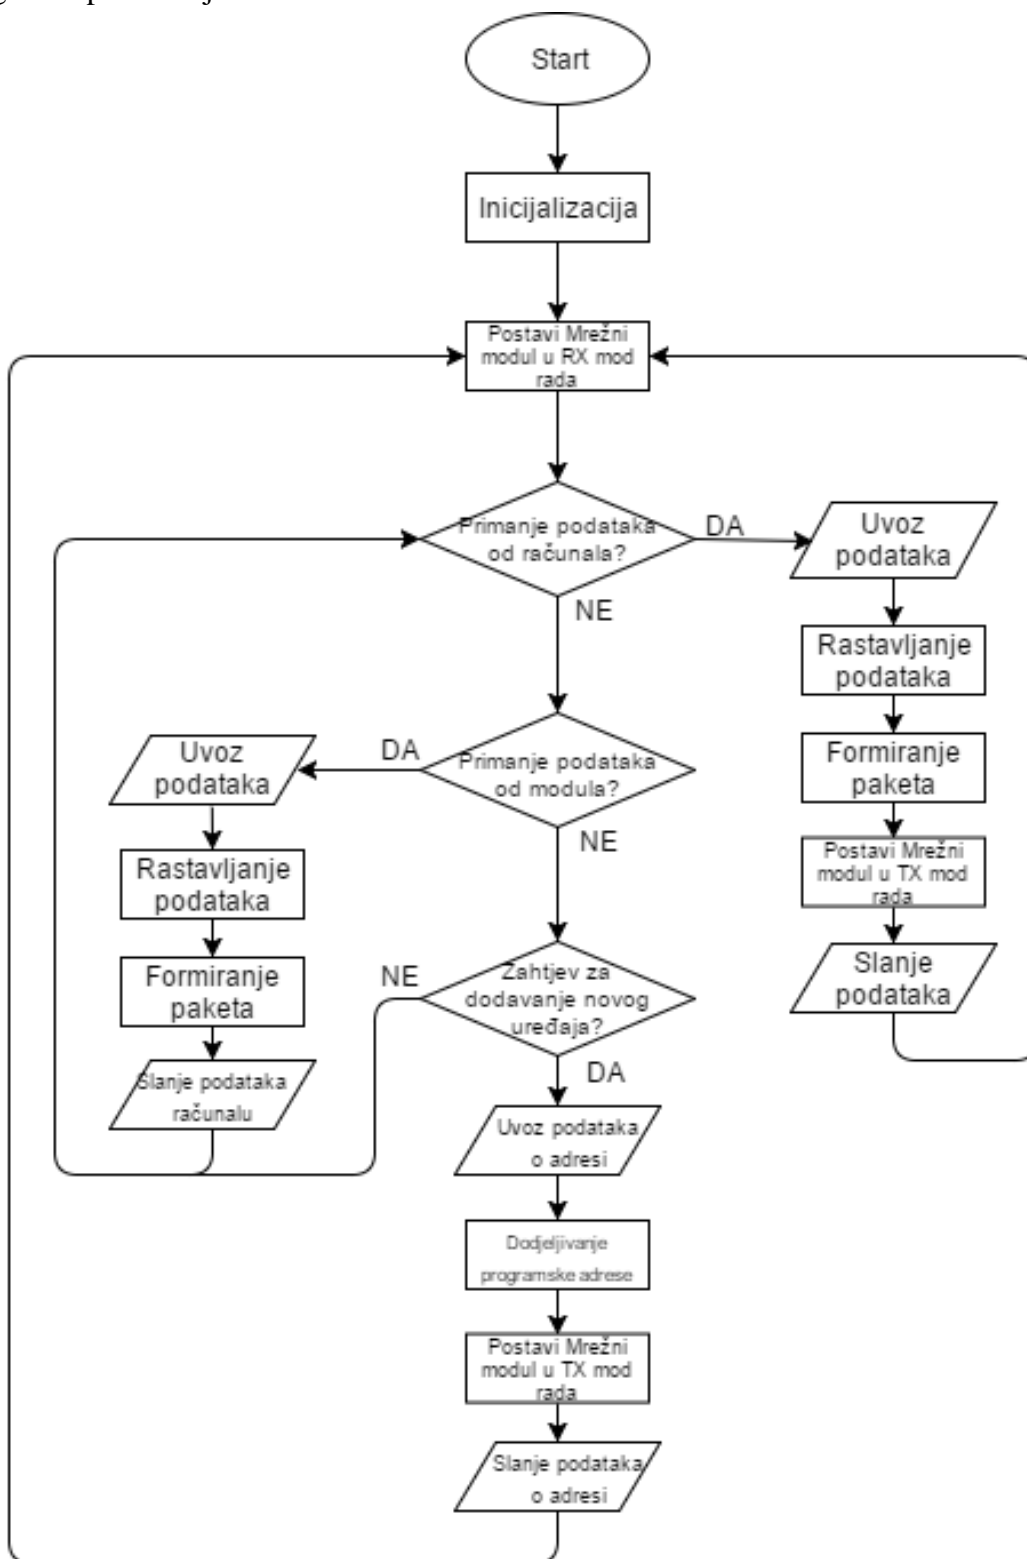 Start
Inicijalizacija
Postavi Mrežni
modul u RX mod
rada
Primanje podataka
od računala?
DA
NE
Uvoz
podataka
Rastavljanje
podataka
Formiranje
paketa
Postavi Mrežni
modul u TX mod
rada
Slanje
podataka
Primanje podataka
od modula?
DA
NE
Uvoz
podataka
Rastavljanje
podataka
Formiranje
paketa
Slanje podataka
računalu
Zahtjev za
dodavanje novog
uređaja?
NE
DA
Uvoz podataka
o adresi
Dodjeljivanje
programske adrese
Postavi Mrežni
modul u TX mod
rada
Slanje podataka
o adresi